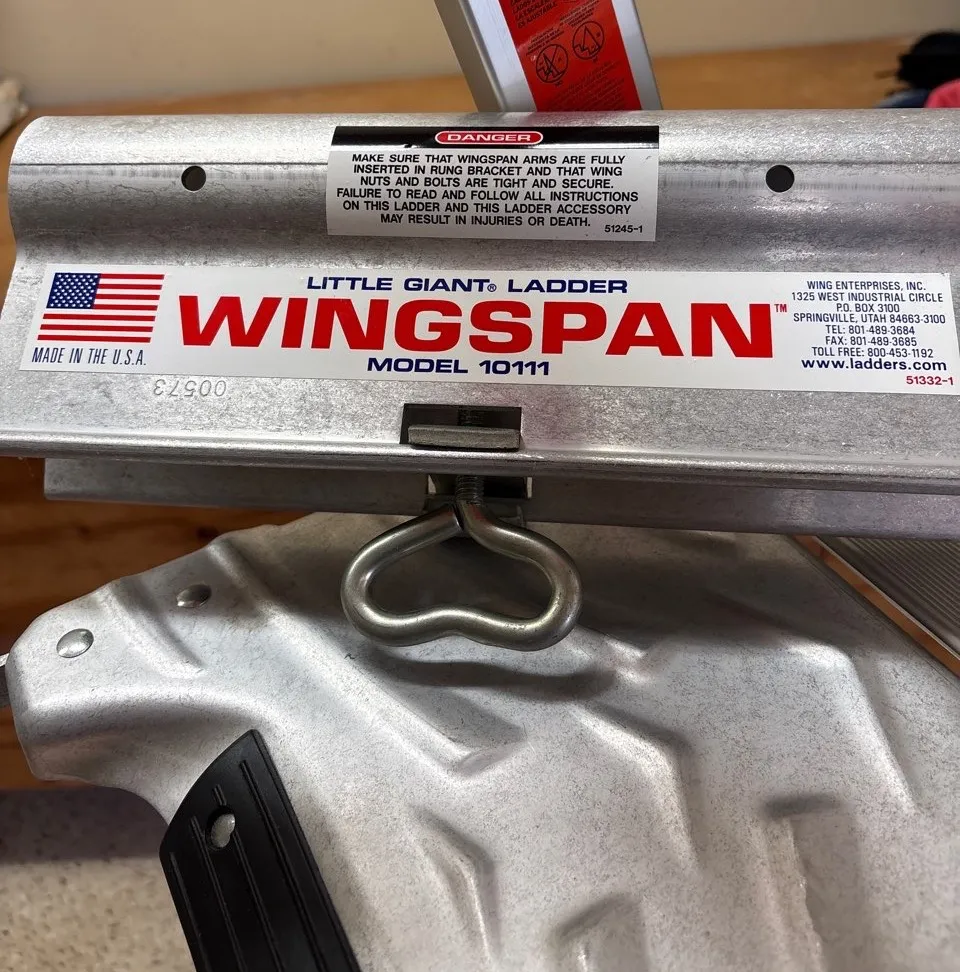 LA ESCALE
ES AJUSTABLE
DANGER
MAKE SURE THAT WINGSPAN ARMS ARE FULLY
INSERTED IN RUNG BRACKET AND THAT WING
NUTS AND BOLTS ARE TIGHT AND SECURE.
FAILURE TO READ AND FOLLOW ALL INSTRUCTIONS
ON THIS LADDER AND THIS LADDER ACCESSORY
MAY RESULT IN INJURIES OR DEATH.
51245-1
MADE IN THE U.S.A.
LITTLE GIANT® LADDER
WINGSPAN™
MODEL 10111
WING ENTERPRISES, INC.
1325 WEST INDUSTRIAL CIRCLE
P.O. BOX 3100
SPRINGVILLE, UTAH 84663-3100
TEL: 801-489-3684
FAX: 801-489-3685
TOLL FREE: 800-453-1192
www.ladders.com
51332-1
00573